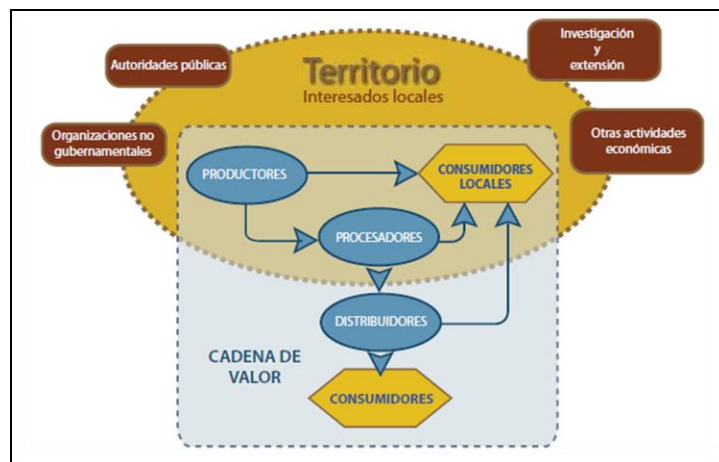 Investigación
y
extensión
Autoridades públicas
Territorio
Interesados locales
Organizaciones no
gubernamentales
Otras actividades
económicas
PRODUCTORES
CONSUMIDORES
LOCALES
PROCESADORES
DISTRIBUIDORES
CADENA DE
VALOR
CONSUMIDORES